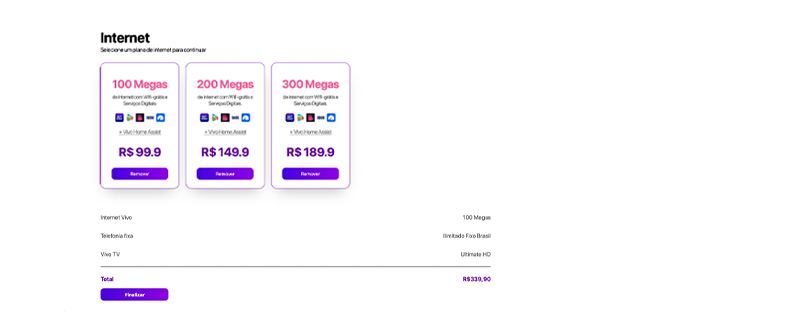 Internet
Selecione um plano de internet para continuar
100 Megas
de internet com Wifi-grátis e
Serviços Digitais.
+ Vivo Home Assist
R$ 99.9
Remover
200 Megas
de internet com Wifi-grátis e
Serviços Digitais.
+ Vivo Home Assist
R$ 149.9
Remover
300 Megas
de internet com Wifi-grátis e
Serviços Digitais.
+ Vivo Home Assist
R$ 189.9
Remover
Internet Vivo 100 Megas
Telefonia fixa Ilimitado Fixo Brasil
Vivo TV Ultimate HD
Total R$339,90
Finalizar